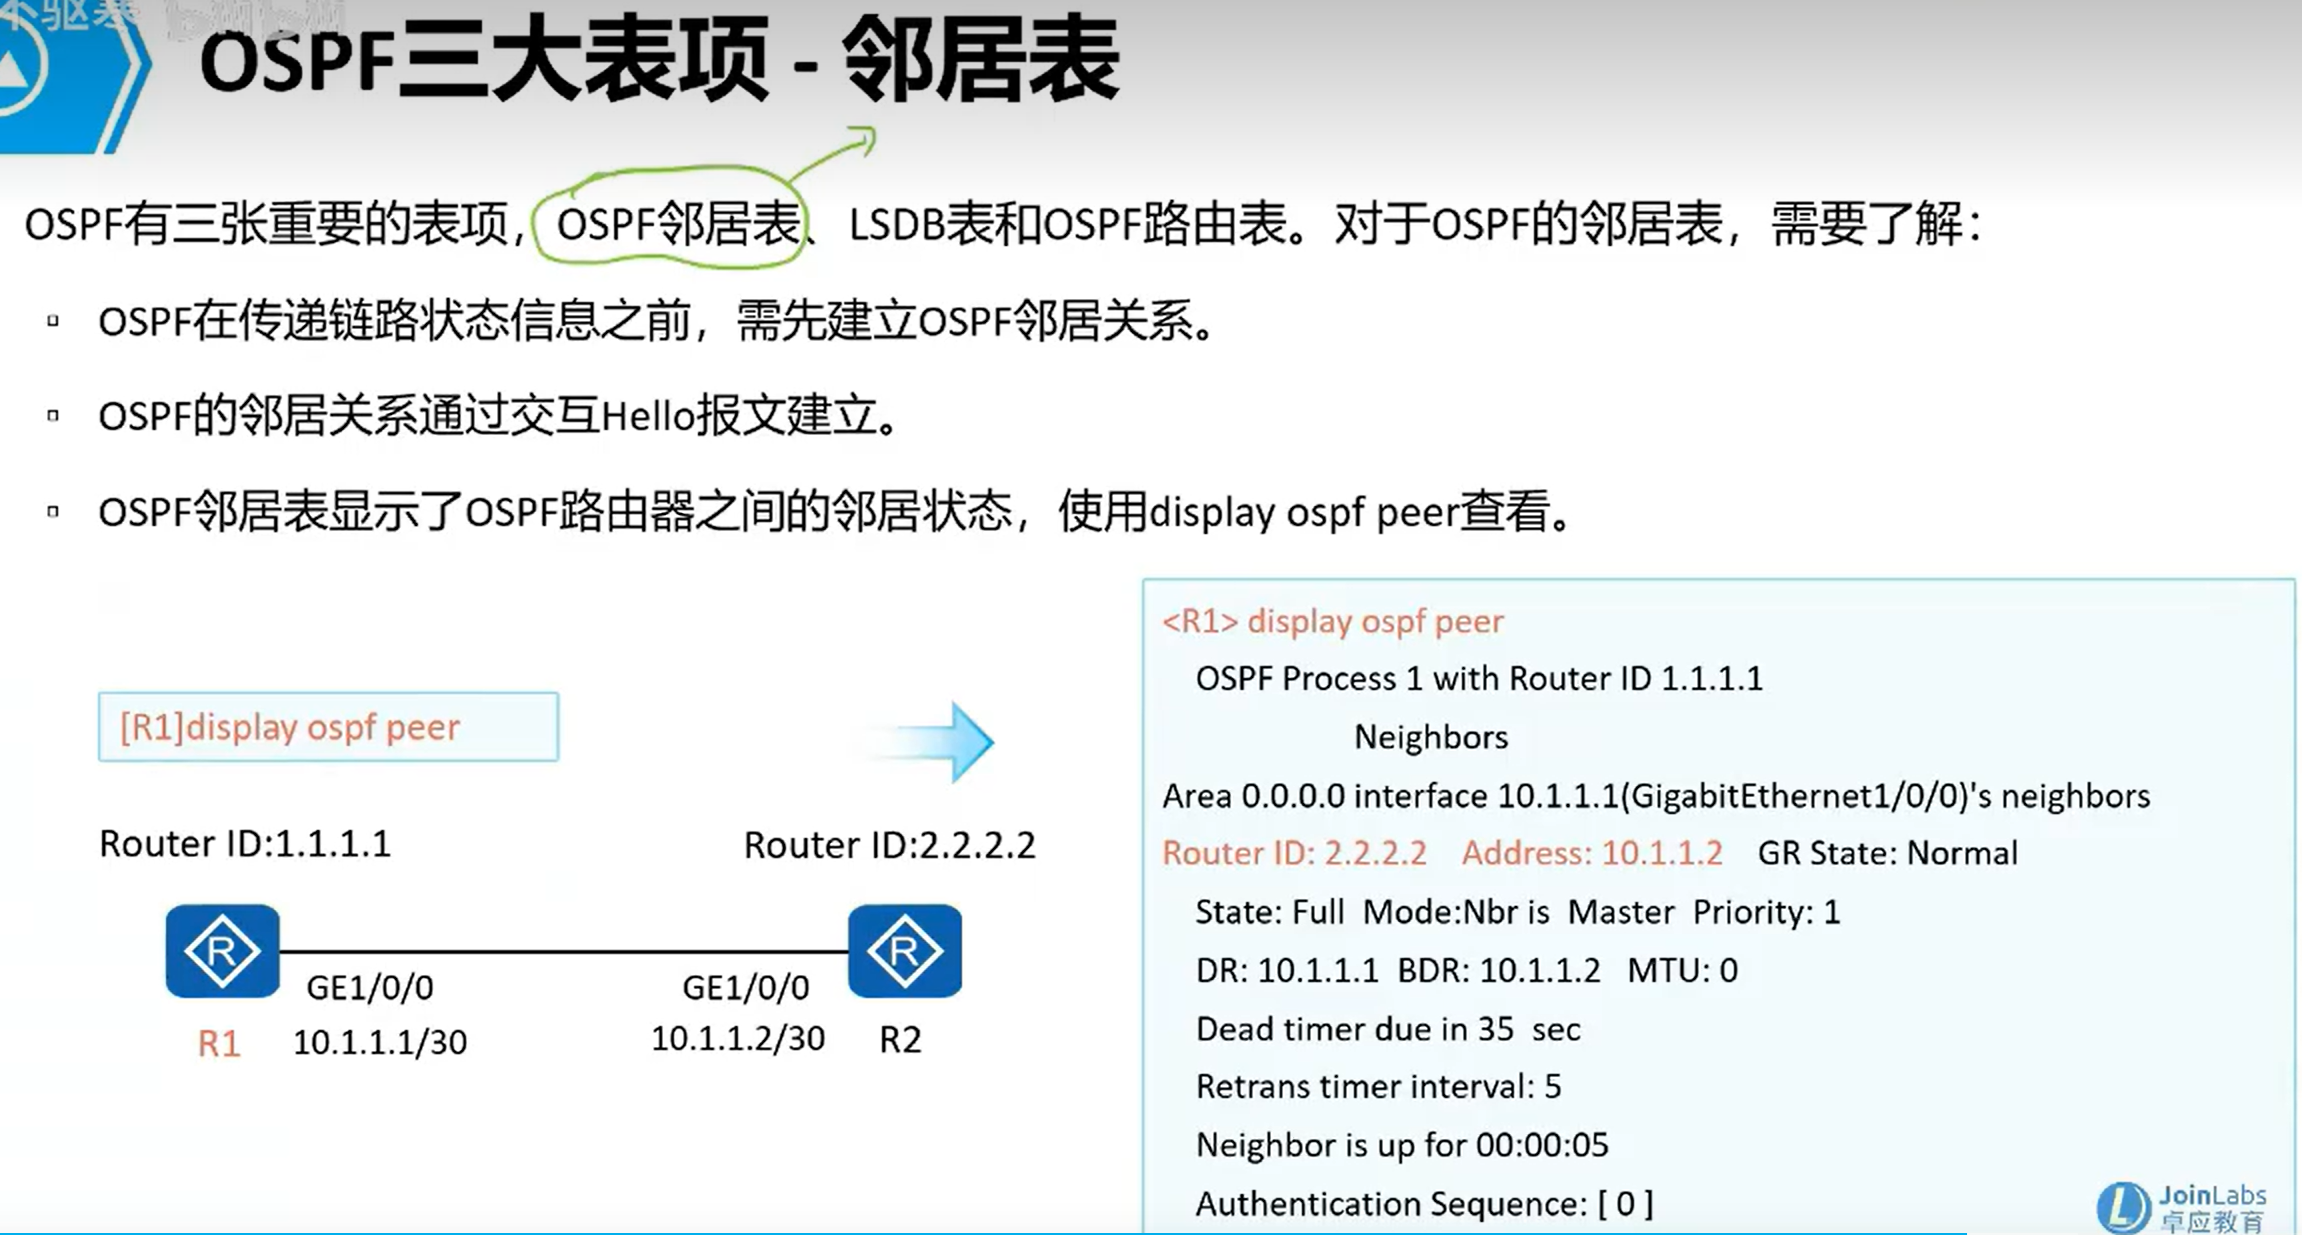 OSPF三大表项 - 邻居表
OSPF有三张重要的表项，OSPF邻居表、LSDB表和OSPF路由表。对于OSPF的邻居表，需要了解：
▫ OSPF在传递链路状态信息之前，需先建立OSPF邻居关系。
▫ OSPF的邻居关系通过交互Hello报文建立。
▫ OSPF邻居表显示了OSPF路由器之间的邻居状态，使用display ospf peer查看。
[R1]display ospf peer
Router ID:1.1.1.1
Router ID:2.2.2.2
R
R
GE1/0/0
GE1/0/0
R1
10.1.1.1/30
10.1.1.2/30
R2
<R1> display ospf peer
OSPF Process 1 with Router ID 1.1.1.1
Neighbors
Area 0.0.0.0 interface 10.1.1.1(GigabitEthernet1/0/0)'s neighbors
Router ID: 2.2.2.2 Address: 10.1.1.2 GR State: Normal
State: Full Mode:Nbr is Master Priority: 1
DR: 10.1.1.1 BDR: 10.1.1.2 MTU: 0
Dead timer due in 35 sec
Retrans timer interval: 5
Neighbor is up for 00:00:05
Authentication Sequence: [ 0 ]
JoinLabs
卓应教育